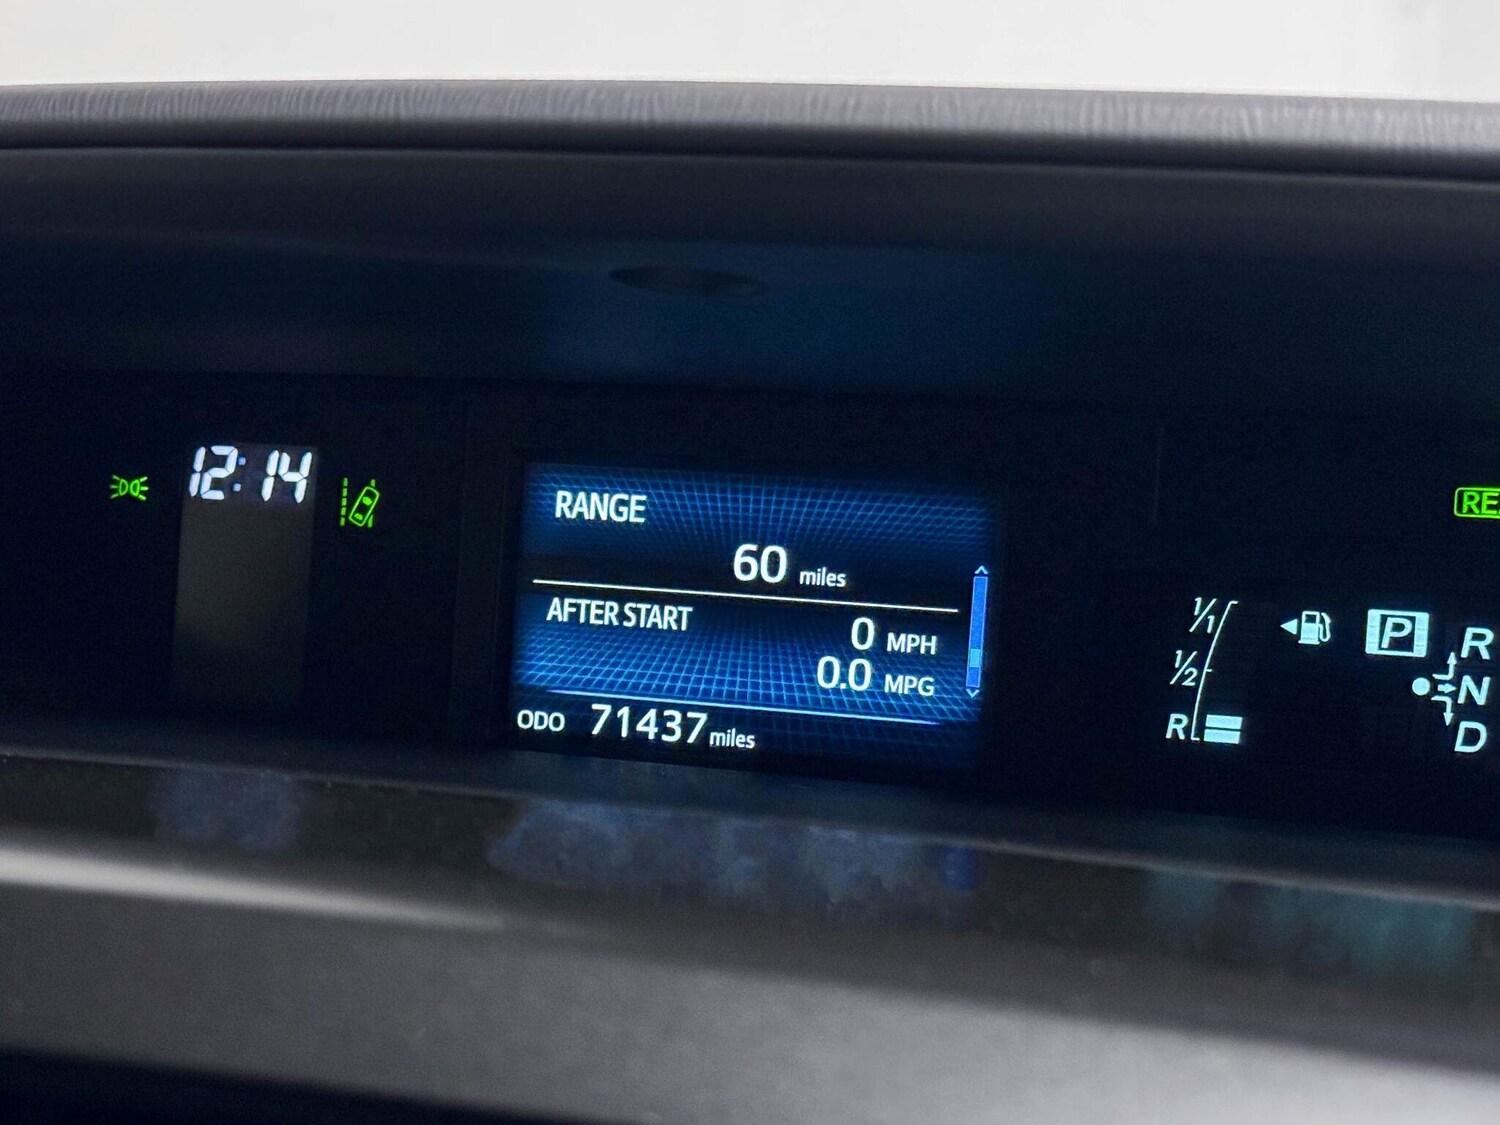 12:14
RANGE
60 miles
AFTER START
0 MPH
0.0 MPG
ODO 71437 miles
1/1
1/2
R
P
R
N
D